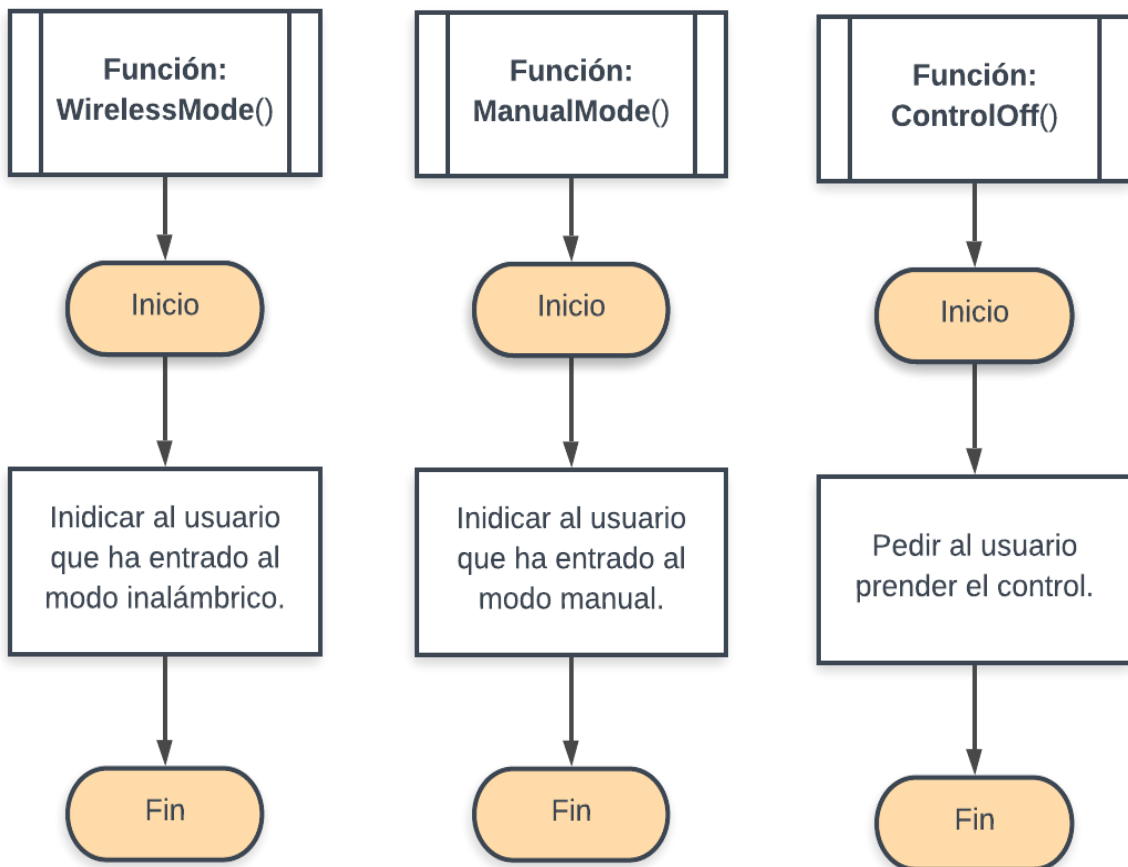 Función:
WirelessMode()
Inicio
Inidicar al usuario
que ha entrado al
modo inalámbrico.
Fin
Función:
ManualMode()
Inicio
Inidicar al usuario
que ha entrado al
modo manual.
Fin
Función:
ControlOff()
Inicio
Pedir al usuario
prender el control.
Fin